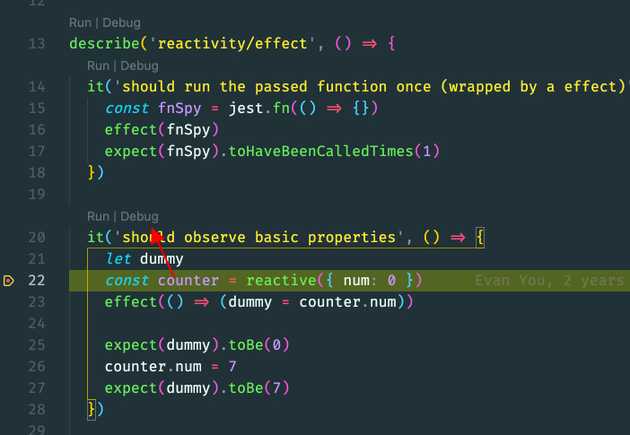 12
Run | Debug
13 describe('reactivity/effect', () => {
Run | Debug
14 it('should run the passed function once (wrapped by a effect)'
15 const fnSpy = jest.fn(() => {})
16 effect(fnSpy)
17 expect(fnSpy).toHaveBeenCalledTimes(1)
18 })
19
Run | Debug
20 it('should observe basic properties', () => {
21 let dummy
22 const counter = reactive({ num: 0 }) Evan You, 2 years
23 effect(() => (dummy = counter.num))
24
25 expect(dummy).toBe(0)
26 counter.num = 7
27 expect(dummy).toBe(7)
28 })
29